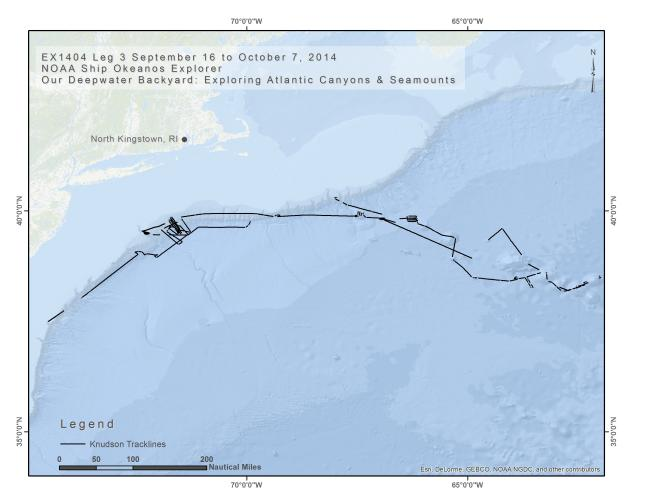 70°0'0"W 65°0'0"W
EX1404 Leg 3 September 16 to October 7, 2014
NOAA Ship Okeanos Explorer
Our Deepwater Backyard: Exploring Atlantic Canyons & Seamounts
N
North Kingstown, RI
40°0'0"N 40°0'0"N
35°0'0"N 35°0'0"N
Legend
Knudson Tracklines
0 50 100 200
Nautical Miles
Esri, DeLorme, GEBCO, NOAA NGDC, and other contributors
70°0'0"W 65°0'0"W